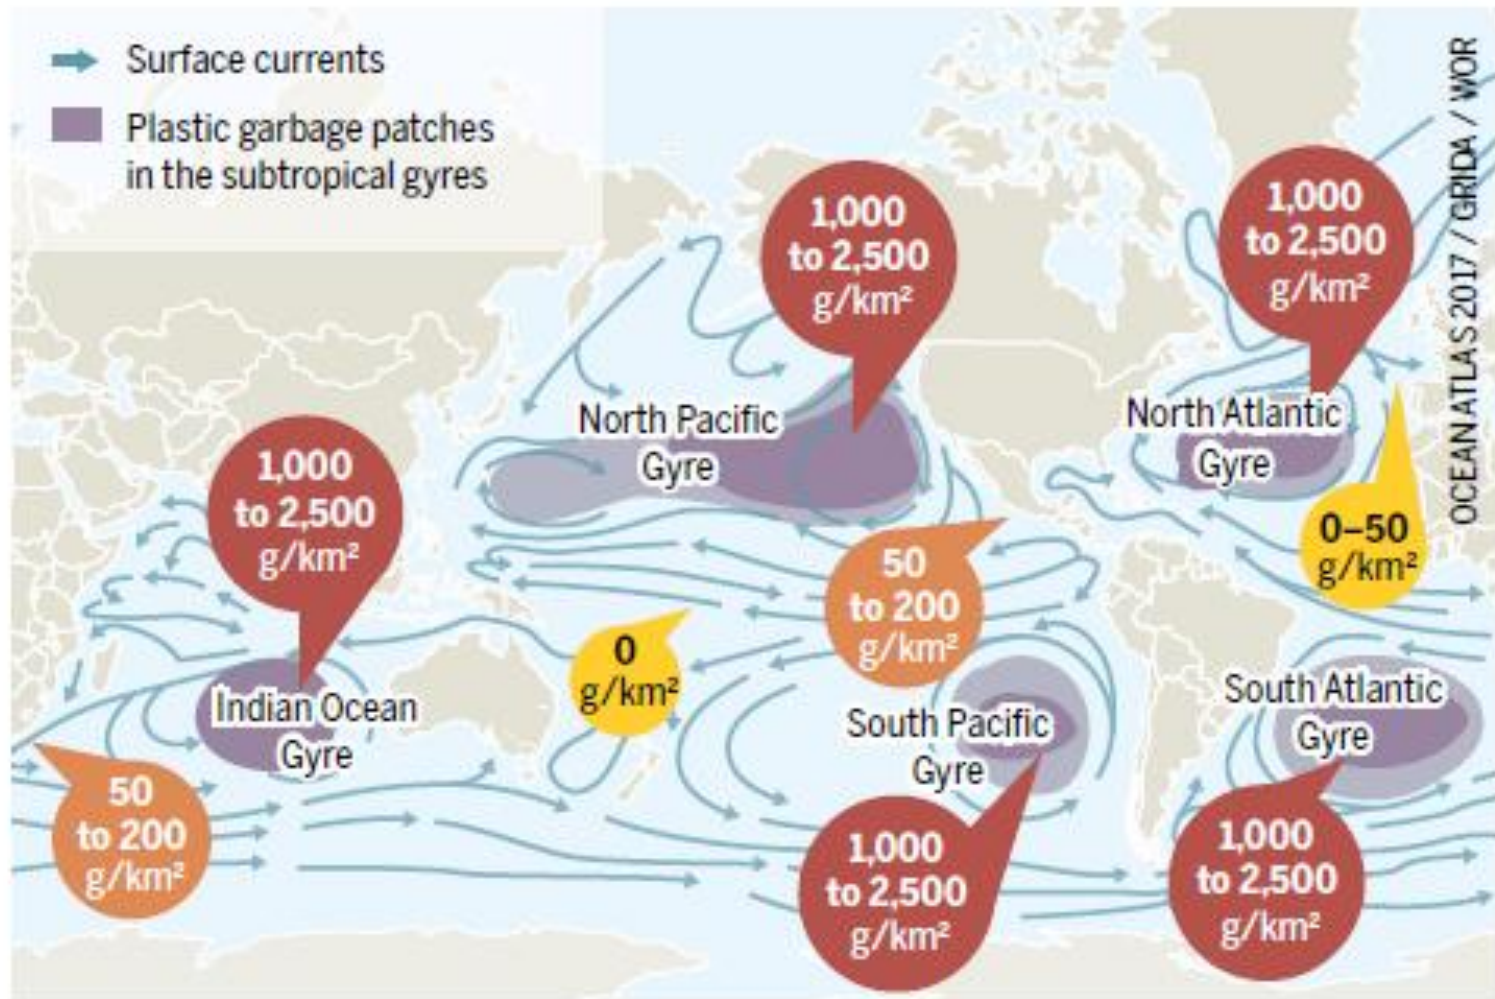 Surface currents
Plastic garbage patches
in the subtropical gyres
1,000
to 2,500
g/km²
1,000
to 2,500
g/km²
OCEAN ATLAS 2017 / GRIDA / WOR
North Pacific
Gyre
North Atlantic
Gyre
1,000
to 2,500
g/km²
0–50
g/km²
50
to 200
g/km²
0
g/km²
Indian Ocean
Gyre
South Pacific
Gyre
South Atlantic
Gyre
50
to 200
g/km²
1,000
to 2,500
g/km²
1,000
to 2,500
g/km²